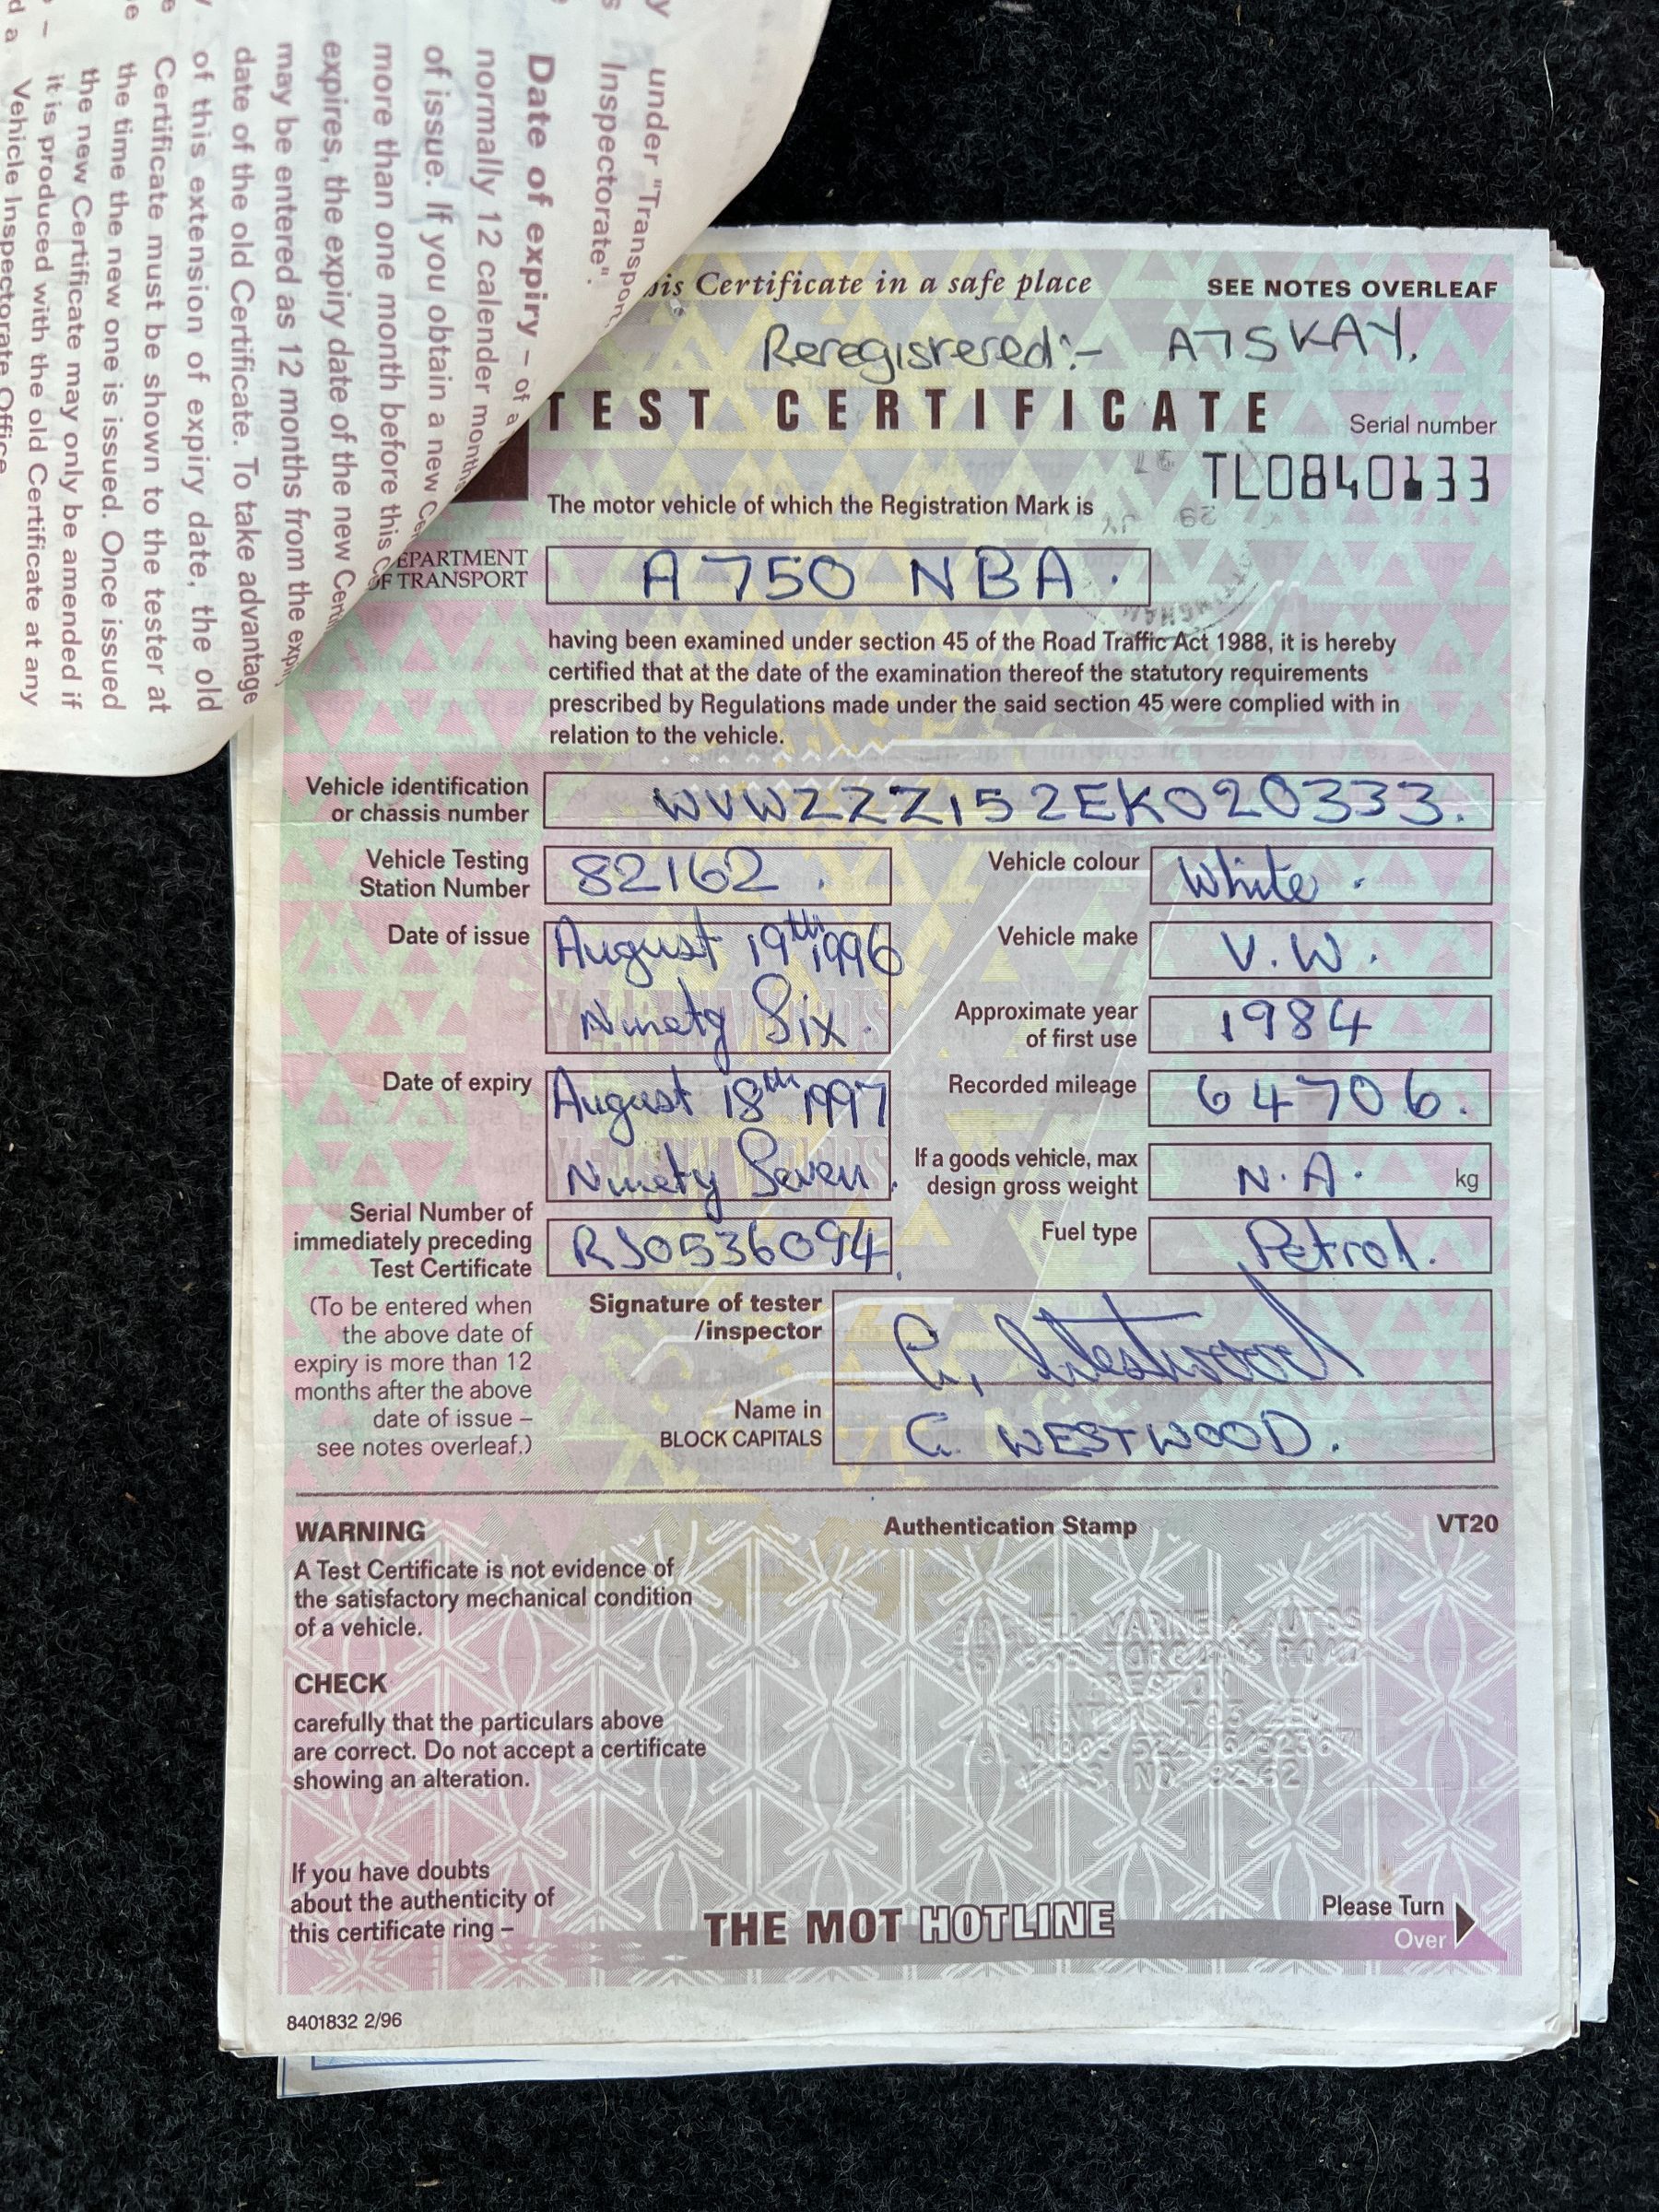 y under "Transport
s Inspectorate".
Date of expiry – of a
normally 12 calender months
of issue. If you obtain a new
more than one month before this
expires, the expiry date of the new
may be entered as 12 months from the
date of the old Certificate. To take advantage
of this extension of expiry date, the old
Certificate must be shown to the tester at
the time the new one is issued. Once issued
the new Certificate may only be amended if
it is produced with the old Certificate at any
Vehicle Inspectorate Office
Certificate in a safe place
SEE NOTES OVERLEAF
Reregistered:- A75KAY.
TEST CERTIFICATE
Serial number
TL0840133
The motor vehicle of which the Registration Mark is
DEPARTMENT
OF TRANSPORT
A 750 NBA.
having been examined under section 45 of the Road Traffic Act 1988, it is hereby
certified that at the date of the examination thereof the statutory requirements
prescribed by Regulations made under the said section 45 were complied with in
relation to the vehicle.
Vehicle identification
or chassis number
WVWZZZ152EK020333.
Vehicle Testing
Station Number
82162.
Vehicle colour
White.
Date of issue
August 19th 1996
Ninety Six.
Vehicle make
V.W.
Approximate year
of first use
1984
Date of expiry
August 18th 1997
Ninety Seven.
Recorded mileage
64706.
If a goods vehicle, max
design gross weight
N.A. kg
Serial Number of
immediately preceding
Test Certificate
RJ0536094.
Fuel type
Petrol.
(To be entered when
the above date of
expiry is more than 12
months after the above
date of issue –
see notes overleaf.)
Signature of tester
/inspector
G. Westwood
Name in
BLOCK CAPITALS
G. WESTWOOD.
WARNING
A Test Certificate is not evidence of
the satisfactory mechanical condition
of a vehicle.
Authentication Stamp
VT20
MARINE & AUTOS
PRESTON
CHECK
carefully that the particulars above
are correct. Do not accept a certificate
showing an alteration.
If you have doubts
about the authenticity of
this certificate ring –
THE MOT HOTLINE
Please Turn
Over
8401832 2/96